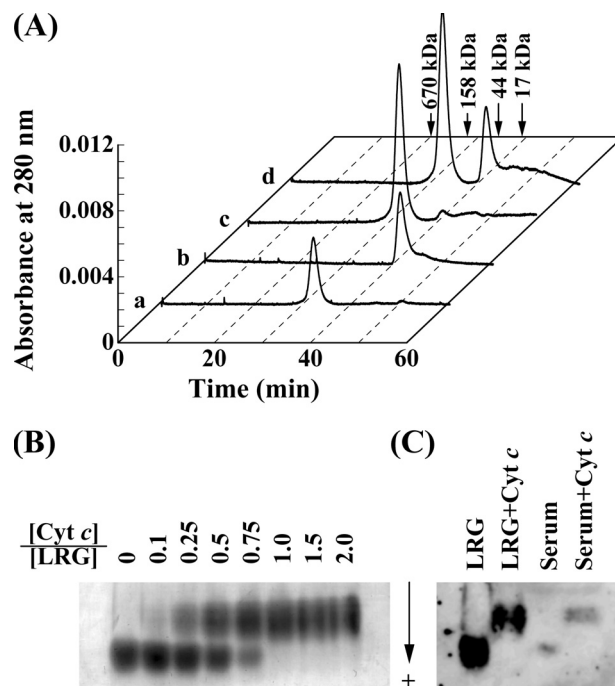 (A)
670 kDa
158 kDa
44 kDa
17 kDa
Absorbance at 280 nm
0.012
0.008
0.004
0
d
c
b
a
0 20 40 60
Time (min)
(B)
[Cyt c]
[LRG]
0 0.1 0.25 0.5 0.75 1.0 1.5 2.0
(C)
LRG
LRG+Cyt c
Serum
Serum+Cyt c
+